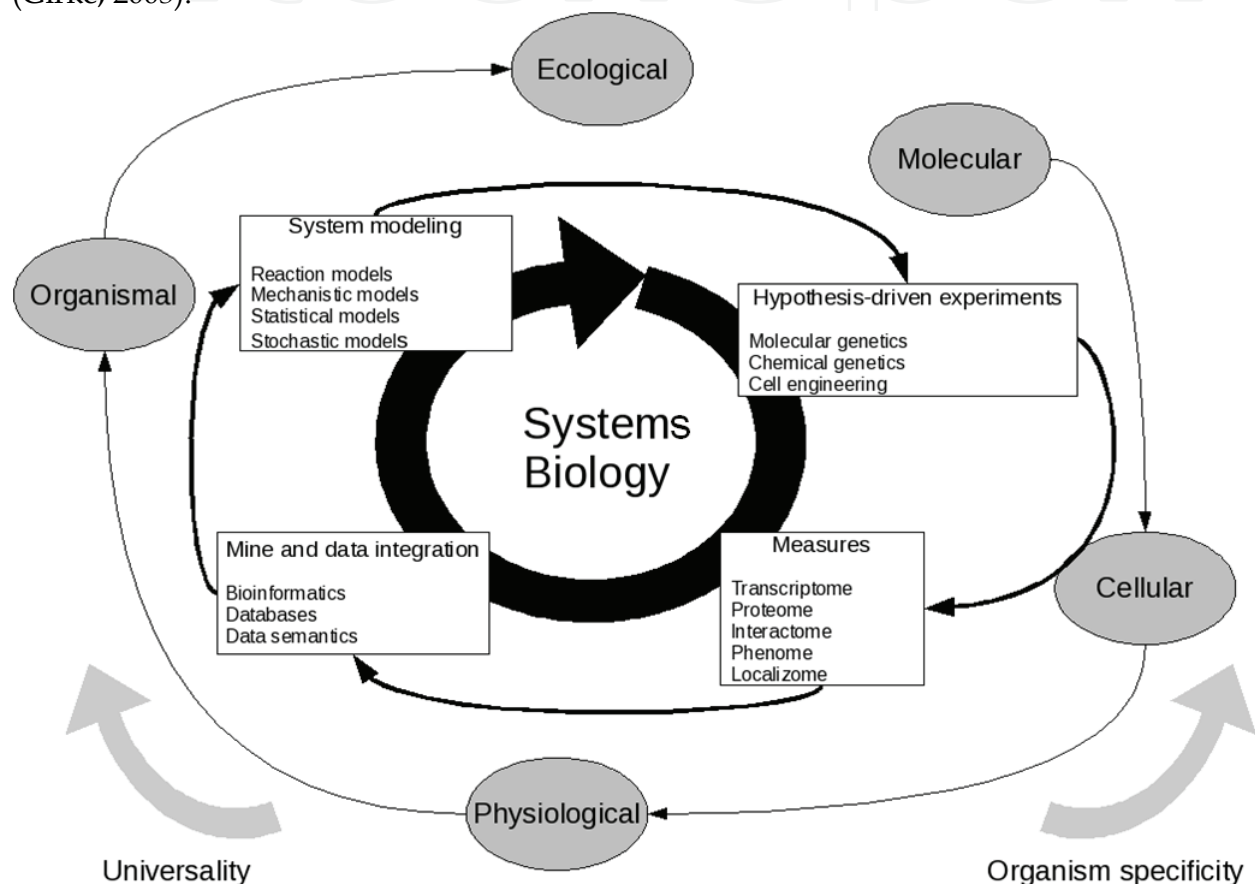 (Girke, 2003).
Ecological
Molecular
Organismal
System modeling
Reaction models
Mechanistic models
Statistical models
Stochastic models
Hypothesis-driven experiments
Molecular genetics
Chemical genetics
Cell engineering
Systems
Biology
Mine and data integration
Bioinformatics
Databases
Data semantics
Measures
Transcriptome
Proteome
Interactome
Phenome
Localizome
Cellular
Physiological
Universality
Organism specificity